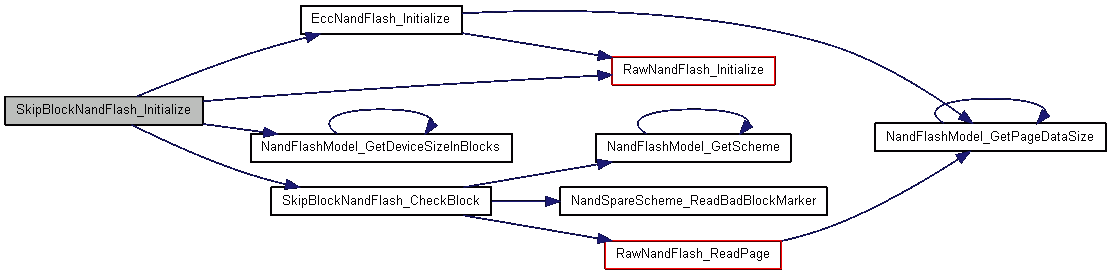 EccNandFlash_Initialize
RawNandFlash_Initialize
SkipBlockNandFlash_Initialize
NandFlashModel_GetDeviceSizeInBlocks
NandFlashModel_GetScheme
NandFlashModel_GetPageDataSize
SkipBlockNandFlash_CheckBlock
NandSpareScheme_ReadBadBlockMarker
RawNandFlash_ReadPage